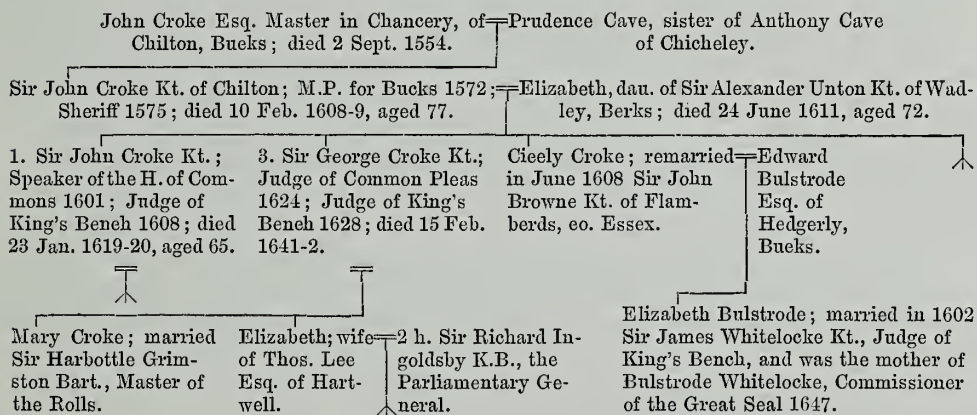 John Croke Esq. Master in Chancery, of
Chilton, Bucks; died 2 Sept. 1554.
Prudence Cave, sister of Anthony Cave
of Chicheley.
Sir John Croke Kt. of Chilton; M.P. for Bucks 1572;
Sheriff 1575; died 10 Feb. 1608-9, aged 77.
Elizabeth, dau. of Sir Alexander Unton Kt. of Wad-
ley, Berks; died 24 June 1611, aged 72.
1. Sir John Croke Kt.;
Speaker of the H. of Com-
mons 1601; Judge of
King's Bench 1608; died
23 Jan. 1619-20, aged 65.
3. Sir George Croke Kt.;
Judge of Common Pleas
1624; Judge of King's
Bench 1628; died 15 Feb.
1641-2.
Cicely Croke; remarried
in June 1608 Sir John
Browne Kt. of Flam-
berds, co. Essex.
Edward
Bulstrode
Esq. of
Hedgerly,
Bucks.
Mary Croke; married
Sir Harbottle Grim-
ston Bart., Master of
the Rolls.
Elizabeth; wife
of Thos. Lee
Esq. of Hart-
well.
2 h. Sir Richard In-
goldsby K.B., the
Parliamentary Ge-
neral.
Elizabeth Bulstrode; married in 1602
Sir James Whitelocke Kt., Judge of
King's Bench, and was the mother of
Bulstrode Whitelocke, Commissioner
of the Great Seal 1647.